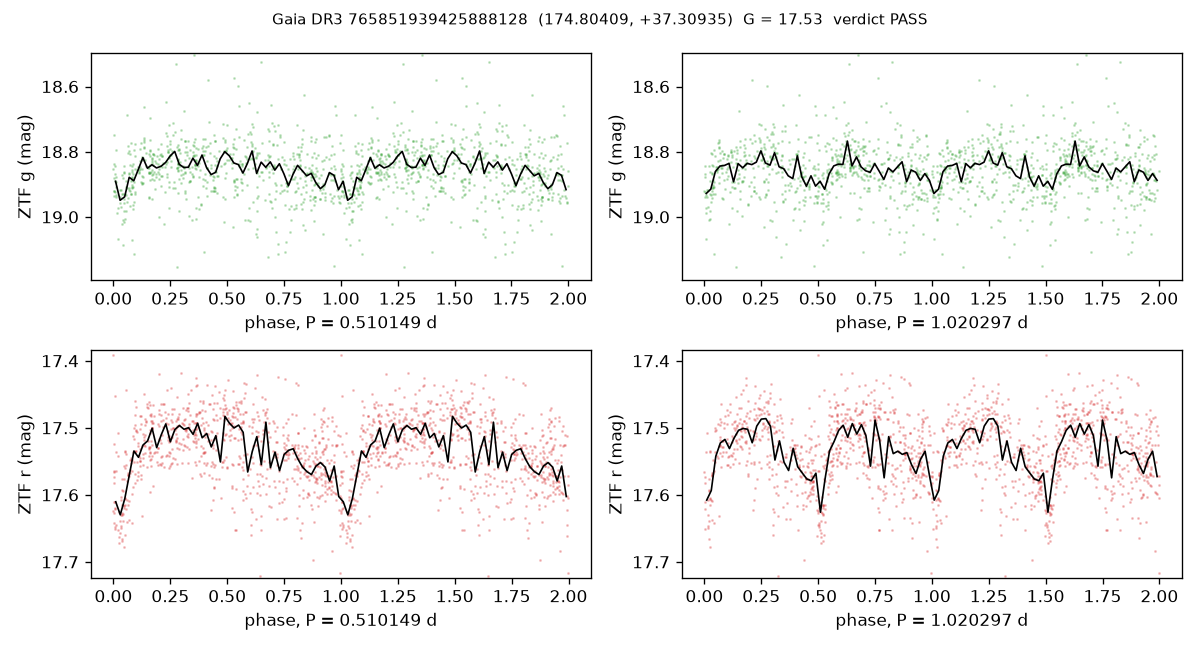 Gaia DR3 765851939425888128 (174.80409, +37.30935) G = 17.53 verdict PASS
ZTF g (mag)
18.6
18.8
19.0
0.00 0.25 0.50 0.75 1.00 1.25 1.50 1.75 2.00
phase, P = 0.510149 d
ZTF g (mag)
18.6
18.8
19.0
0.00 0.25 0.50 0.75 1.00 1.25 1.50 1.75 2.00
phase, P = 1.020297 d
ZTF r (mag)
17.4
17.5
17.6
17.7
0.00 0.25 0.50 0.75 1.00 1.25 1.50 1.75 2.00
phase, P = 0.510149 d
ZTF r (mag)
17.4
17.5
17.6
17.7
0.00 0.25 0.50 0.75 1.00 1.25 1.50 1.75 2.00
phase, P = 1.020297 d